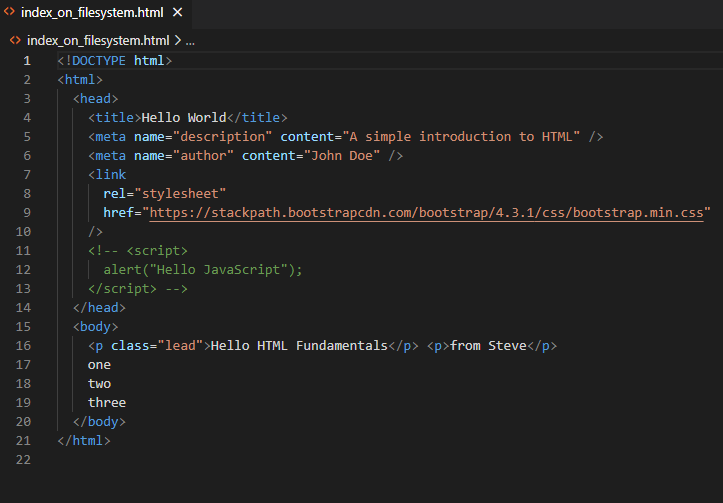 index_on_filesystem.html ×
index_on_filesystem.html > ...
1 <!DOCTYPE html>
2 <html>
3   <head>
4     <title>Hello World</title>
5     <meta name="description" content="A simple introduction to HTML" />
6     <meta name="author" content="John Doe" />
7     <link
8       rel="stylesheet"
9       href="https://stackpath.bootstrapcdn.com/bootstrap/4.3.1/css/bootstrap.min.css"
10     />
11     <!-- <script>
12       alert("Hello JavaScript");
13     </script> -->
14   </head>
15   <body>
16     <p class="lead">Hello HTML Fundamentals</p> <p>from Steve</p>
17     one
18     two
19     three
20   </body>
21 </html>
22